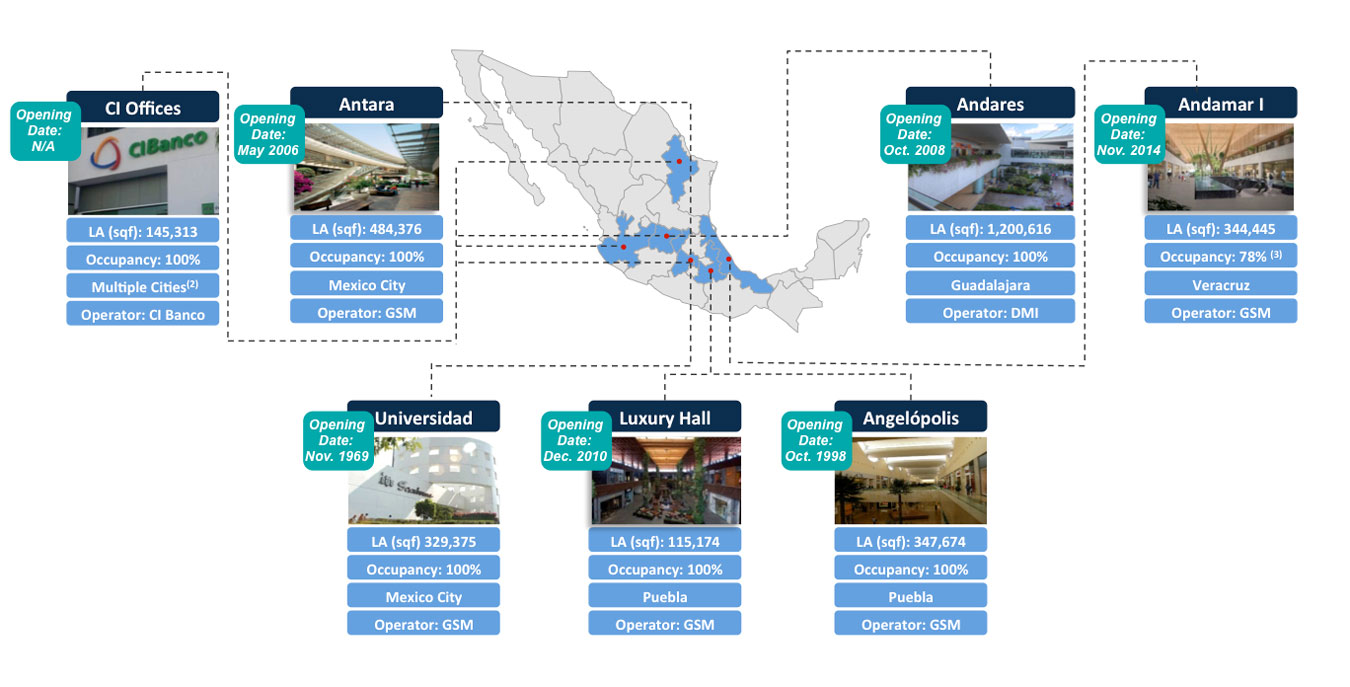 CI Offices
Opening
Date:
N/A
CIBanco
LA (sqf): 145,313
Occupancy: 100%
Multiple Cities(2)
Operator: CI Banco
Antara
Opening
Date:
May 2006
LA (sqf): 484,376
Occupancy: 100%
Mexico City
Operator: GSM
Andares
Opening
Date:
Oct. 2008
LA (sqf): 1,200,616
Occupancy: 100%
Guadalajara
Operator: DMI
Andamar I
Opening
Date:
Nov. 2014
LA (sqf): 344,445
Occupancy: 78% (3)
Veracruz
Operator: GSM
Universidad
Opening
Date:
Nov. 1969
LA (sqf) 329,375
Occupancy: 100%
Mexico City
Operator: GSM
Luxury Hall
Opening
Date:
Dec. 2010
LA (sqf): 115,174
Occupancy: 100%
Puebla
Operator: GSM
Angelópolis
Opening
Date:
Oct. 1998
LA (sqf): 347,674
Occupancy: 100%
Puebla
Operator: GSM